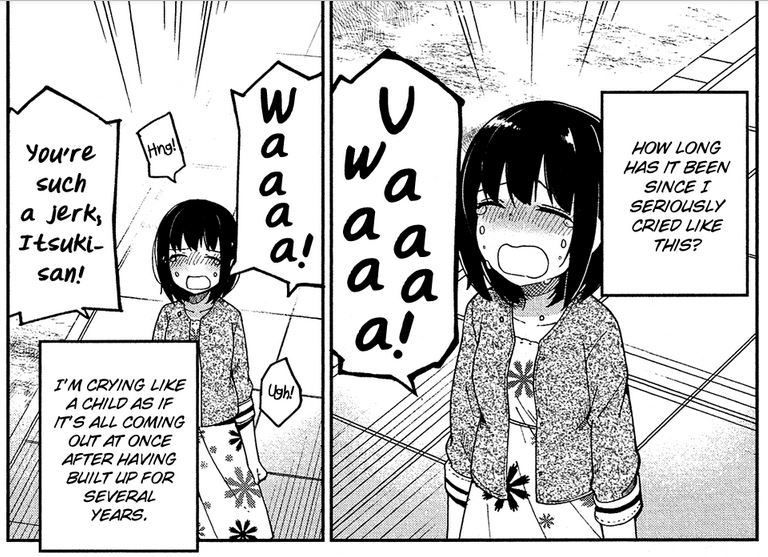 HOW LONG
HAS IT BEEN
SINCE I
SERIOUSLY
CRIED LIKE
THIS?
Uwaaaaaa!
Waaaa!
Hng!
You're
such
a jerk,
Itsuki-
san!
Ugh!
I'M CRYING LIKE
A CHILD AS IF
IT'S ALL COMING
OUT AT ONCE
AFTER HAVING
BUILT UP FOR
SEVERAL
YEARS.